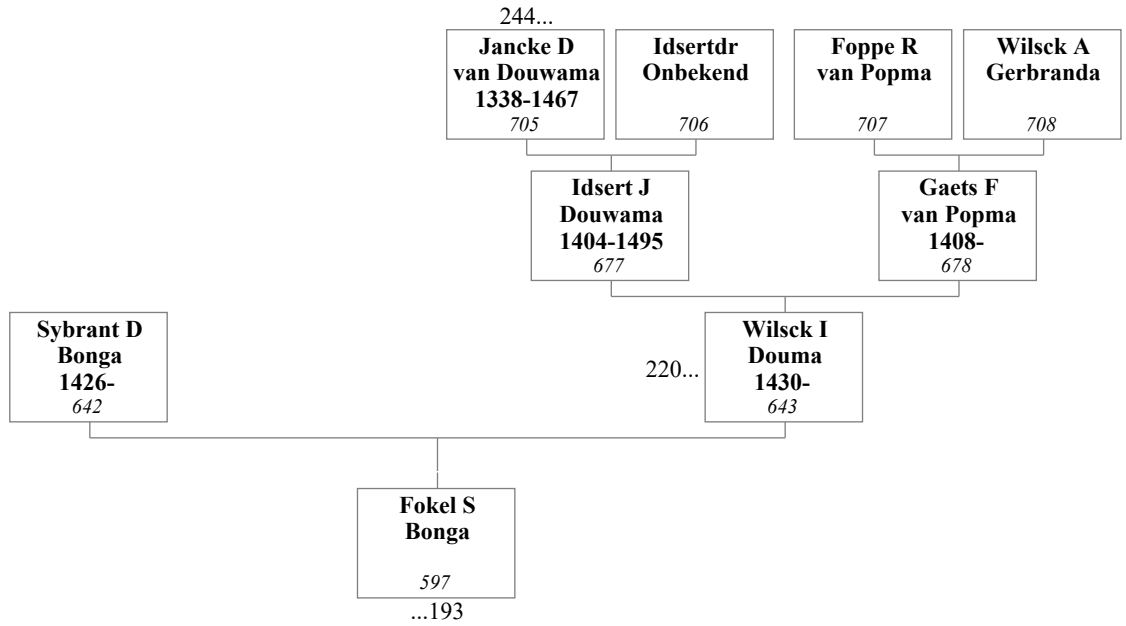 244...
Jancke D
van Douwama
1338-1467
705
Idsertdr
Onbekend
706
Foppe R
van Popma
707
Wilsck A
Gerbranda
708
Idsert J
Douwama
1404-1495
677
Gaets F
van Popma
1408-
678
Sybrant D
Bonga
1426-
642
220...
Wilsck I
Douma
1430-
643
Fokel S
Bonga
597
...193